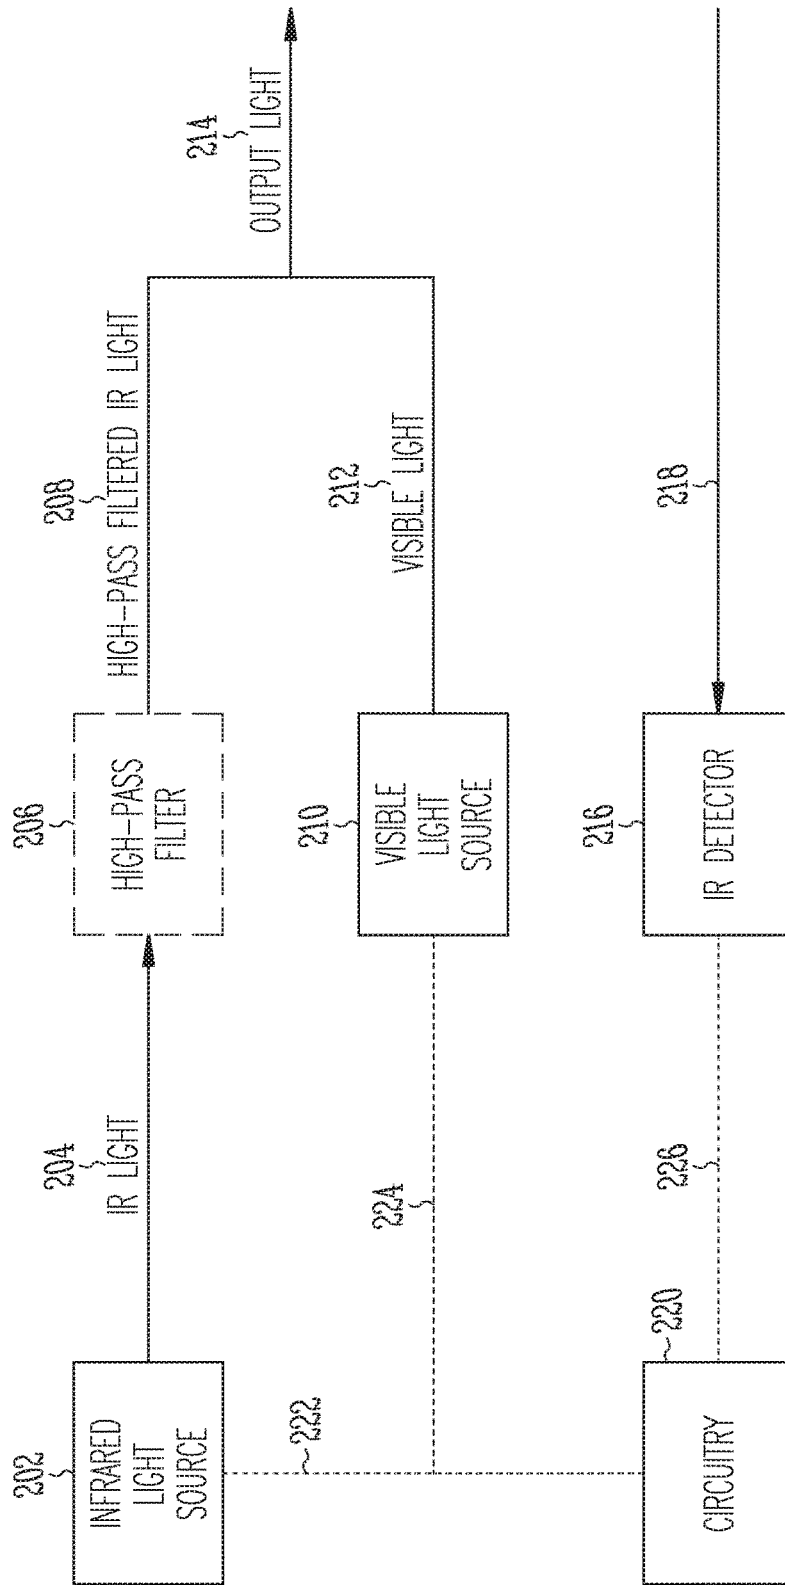 202
INFRARED
LIGHT
SOURCE
204
IR LIGHT
206
HIGH-PASS
FILTER
208
HIGH-PASS FILTERED IR LIGHT
214
OUTPUT LIGHT
222
224
210
VISIBLE
LIGHT
SOURCE
212
VISIBLE LIGHT
220
CIRCUITRY
226
216
IR DETECTOR
218